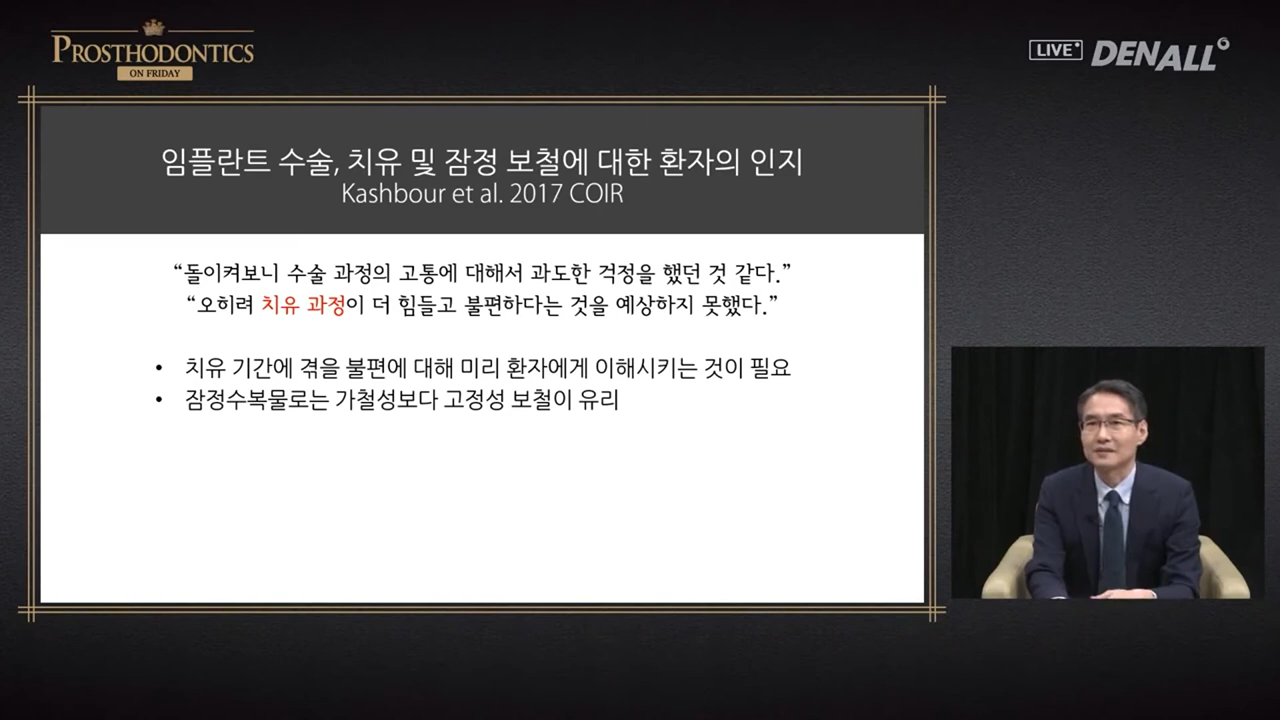 PROSTHODONTICS
ON FRIDAY
LIVE
DENALL
임플란트 수술, 치유 및 잠정 보철에 대한 환자의 인지
Kashbour et al. 2017 COIR
“돌이켜보니 수술 과정의 고통에 대해서 과도한 걱정을 했던 것 같다.”
“오히려 치유 과정이 더 힘들고 불편하다는 것을 예상하지 못했다.”
• 치유 기간에 겪을 불편에 대해 미리 환자에게 이해시키는 것이 필요
• 잠정수복물로는 가철성보다 고정성 보철이 유리